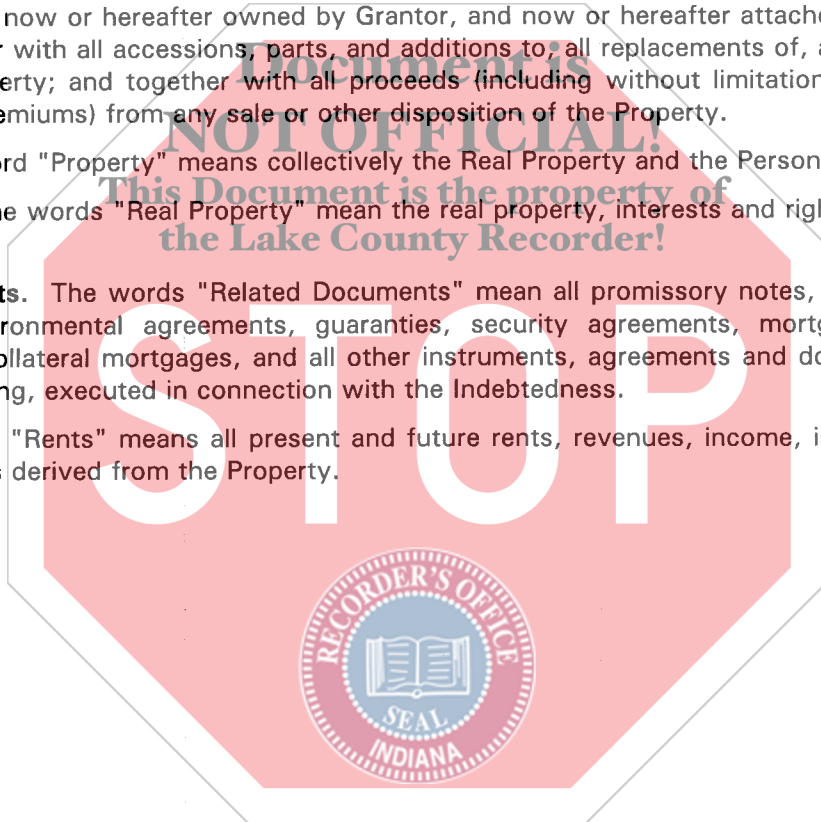 now or hereafter owned by Grantor, and now or hereafter attache
r with all accessions, parts, and additions to, all replacements of, a
Document is
erty; and together with all proceeds (including without limitation
emiums) from any sale or other disposition of the Property.
NOT OFFICIAL!
rd "Property" means collectively the Real Property and the Person
This Document is the property of
e words "Real Property" mean the real property, interests and righ
the Lake County Recorder!
ts. The words "Related Documents" mean all promissory notes,
ronmental agreements, guaranties, security agreements, mortg
ollateral mortgages, and all other instruments, agreements and do
ng, executed in connection with the Indebtedness.
STOP
"Rents" means all present and future rents, revenues, income, is
s derived from the Property.
RECORDER'S OFFICE
SEAL
INDIANA